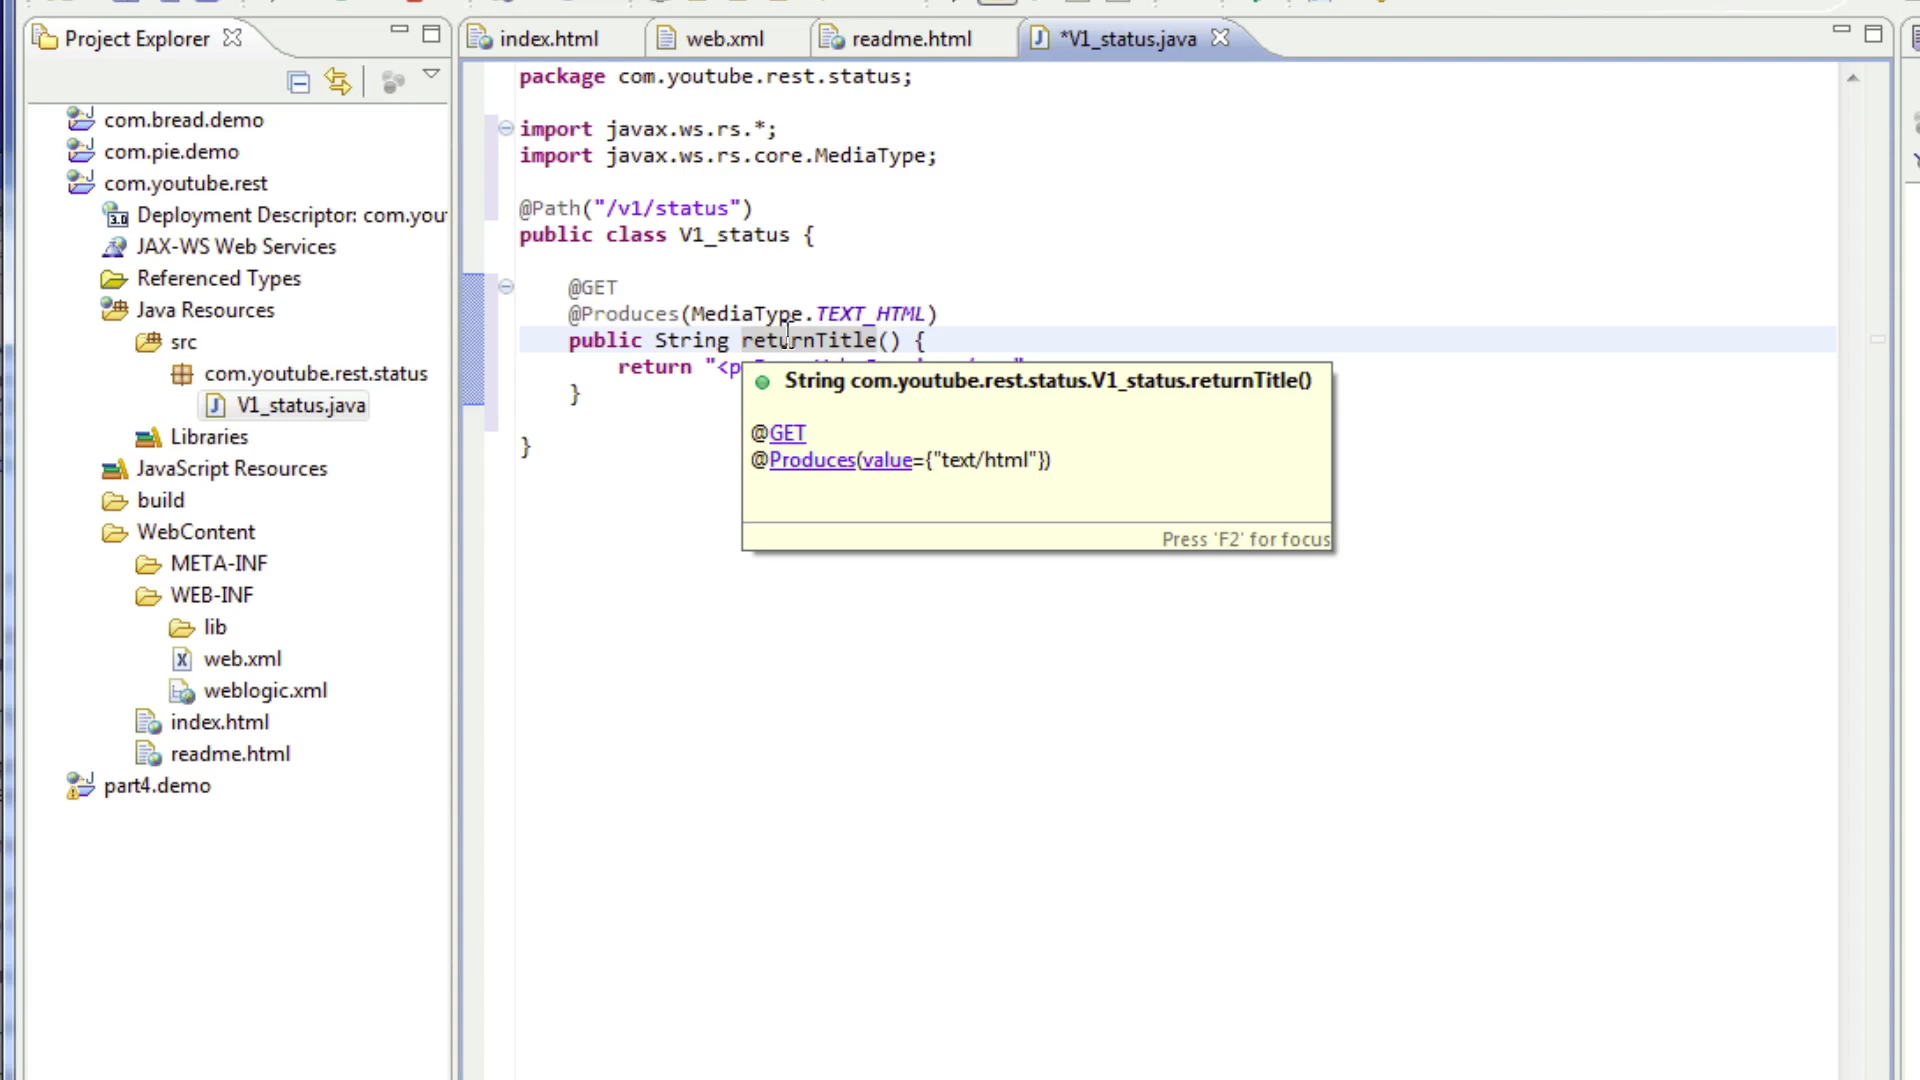 Project Explorer
index.html
web.xml
readme.html
*V1_status.java
com.bread.demo
com.pie.demo
com.youtube.rest
3.0 Deployment Descriptor: com.you
JAX-WS Web Services
Referenced Types
Java Resources
src
com.youtube.rest.status
V1_status.java
Libraries
JavaScript Resources
build
WebContent
META-INF
WEB-INF
lib
web.xml
weblogic.xml
index.html
readme.html
part4.demo
package com.youtube.rest.status;
import javax.ws.rs.*;
import javax.ws.rs.core.MediaType;
@Path("/v1/status")
public class V1_status {
@GET
@Produces(MediaType.TEXT_HTML)
public String returnTitle() {
return "<p
}
}
String com.youtube.rest.status.V1_status.returnTitle()
@GET
@Produces(value={"text/html"})
Press 'F2' for focus